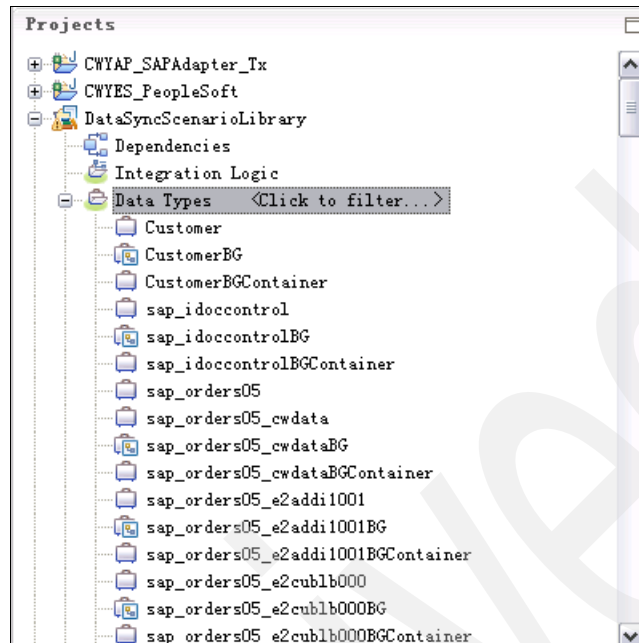 Projects
CWYAP_SAPAdapter_Tx
CWYES_PeopleSoft
DataSyncScenarioLibrary
Dependencies
Integration Logic
Data Types <Click to filter...>
Customer
CustomerBG
CustomerBGContainer
sap_idoccontrol
sap_idoccontrolBG
sap_idoccontrolBGContainer
sap_orders05
sap_orders05_cwdata
sap_orders05_cwdataBG
sap_orders05_cwdataBGContainer
sap_orders05_e2addi1001
sap_orders05_e2addi1001BG
sap_orders05_e2addi1001BGContainer
sap_orders05_e2cublb000
sap_orders05_e2cublb000BG
sap_orders05_e2cublb000BGContainer